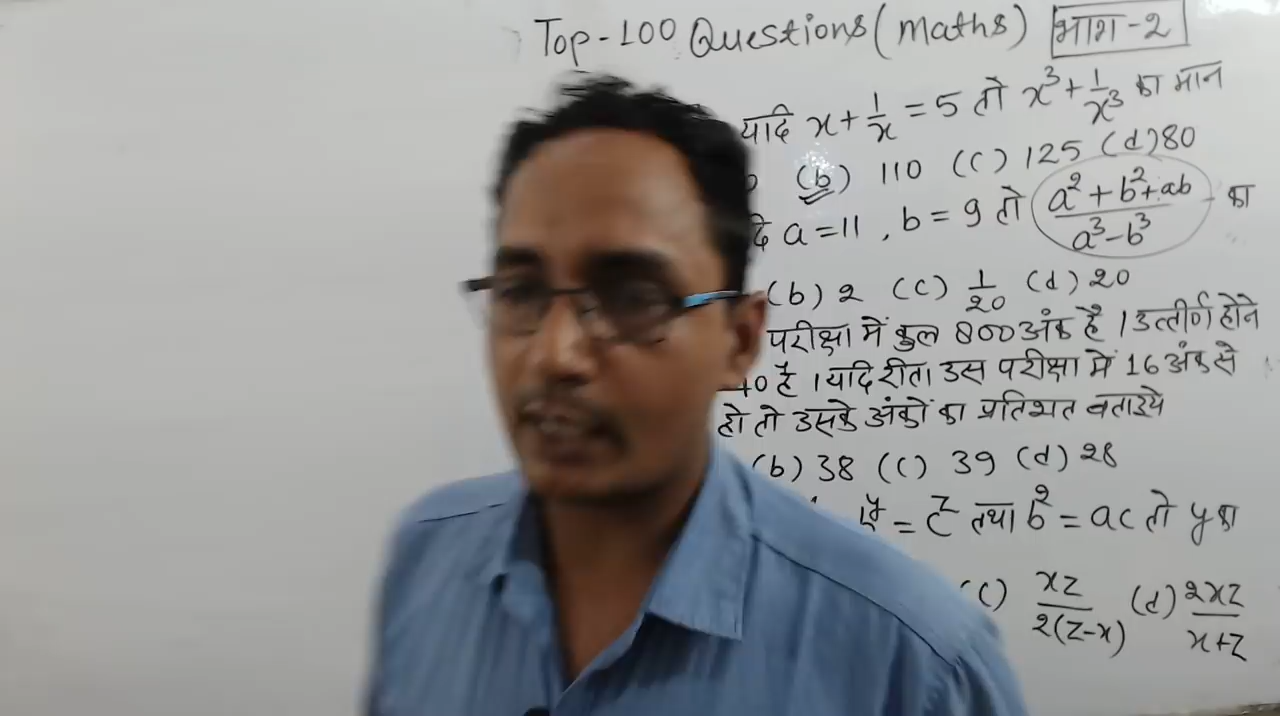 Top-100 Questions (Maths) भाग-2
यदि x + 1/x = 5 तो x³ + 1/x³ का मान
(b) 110 (c) 125 (d) 80
a = 11, b = 9 तो (a² + b² + ab)/(a³ - b³) का
(b) 2 (c) 1/20 (d) 20
परीक्षा में कुल 800 अंक है। उत्तीर्ण होने
है। यदि रीता उस परीक्षा में 16 अंक से
हो तो उसके अंकों का प्रतिशत बताइये
(b) 38 (c) 39 (d) 28
= c^z तथा b² = ac तो y का
(c) xz/2(z-x) (d) 2xz/x+z